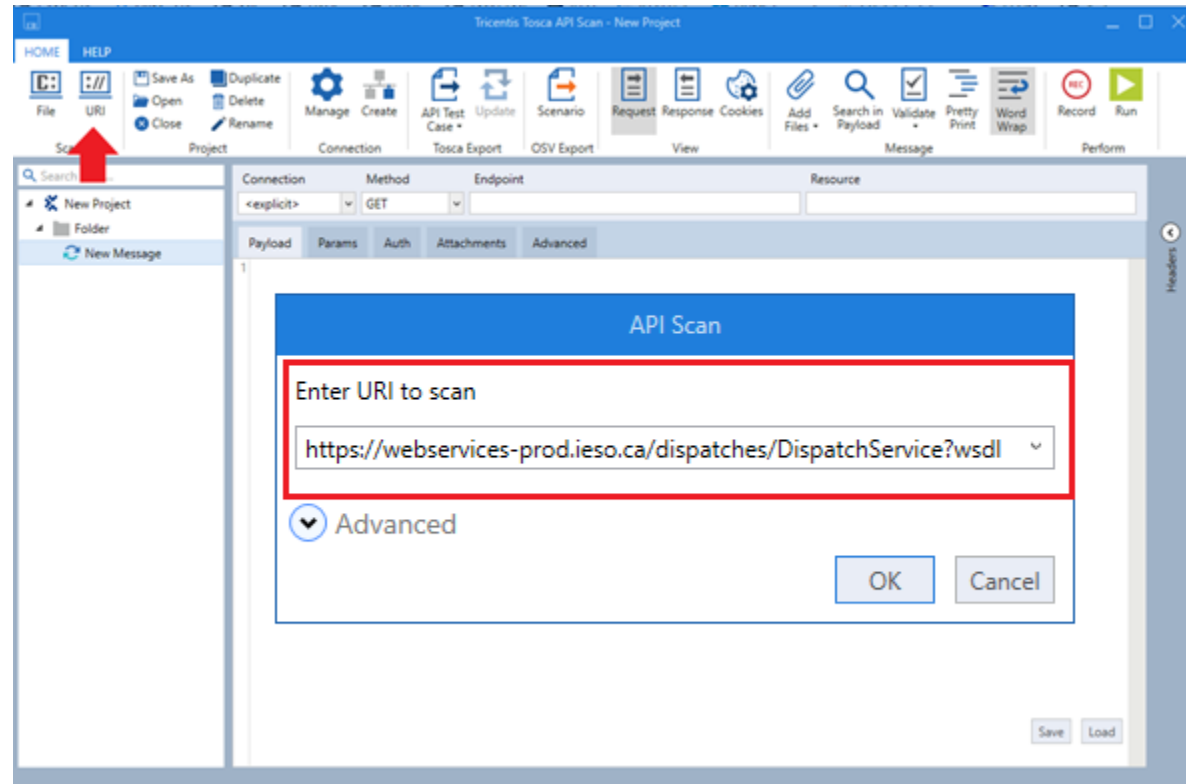 Tricentis Tosca API Scan - New Project
HOME HELP
File URI Save As Open Close Duplicate Delete Rename Manage Create API Test Case Update Scenario Request Response Cookies Add Files Search in Payload Validate Pretty Print Word Wrap REC Record Run
Project Connection Tosca Export OSV Export View Message Perform
Search
Connection Method Endpoint Resource
New Project
<explicit> GET
Folder
New Message
Payload Params Auth Attachments Advanced
Headers
1
API Scan
Enter URI to scan
https://webservices-prod.ieso.ca/dispatches/DispatchService?wsdl
Advanced
OK Cancel
Save Load